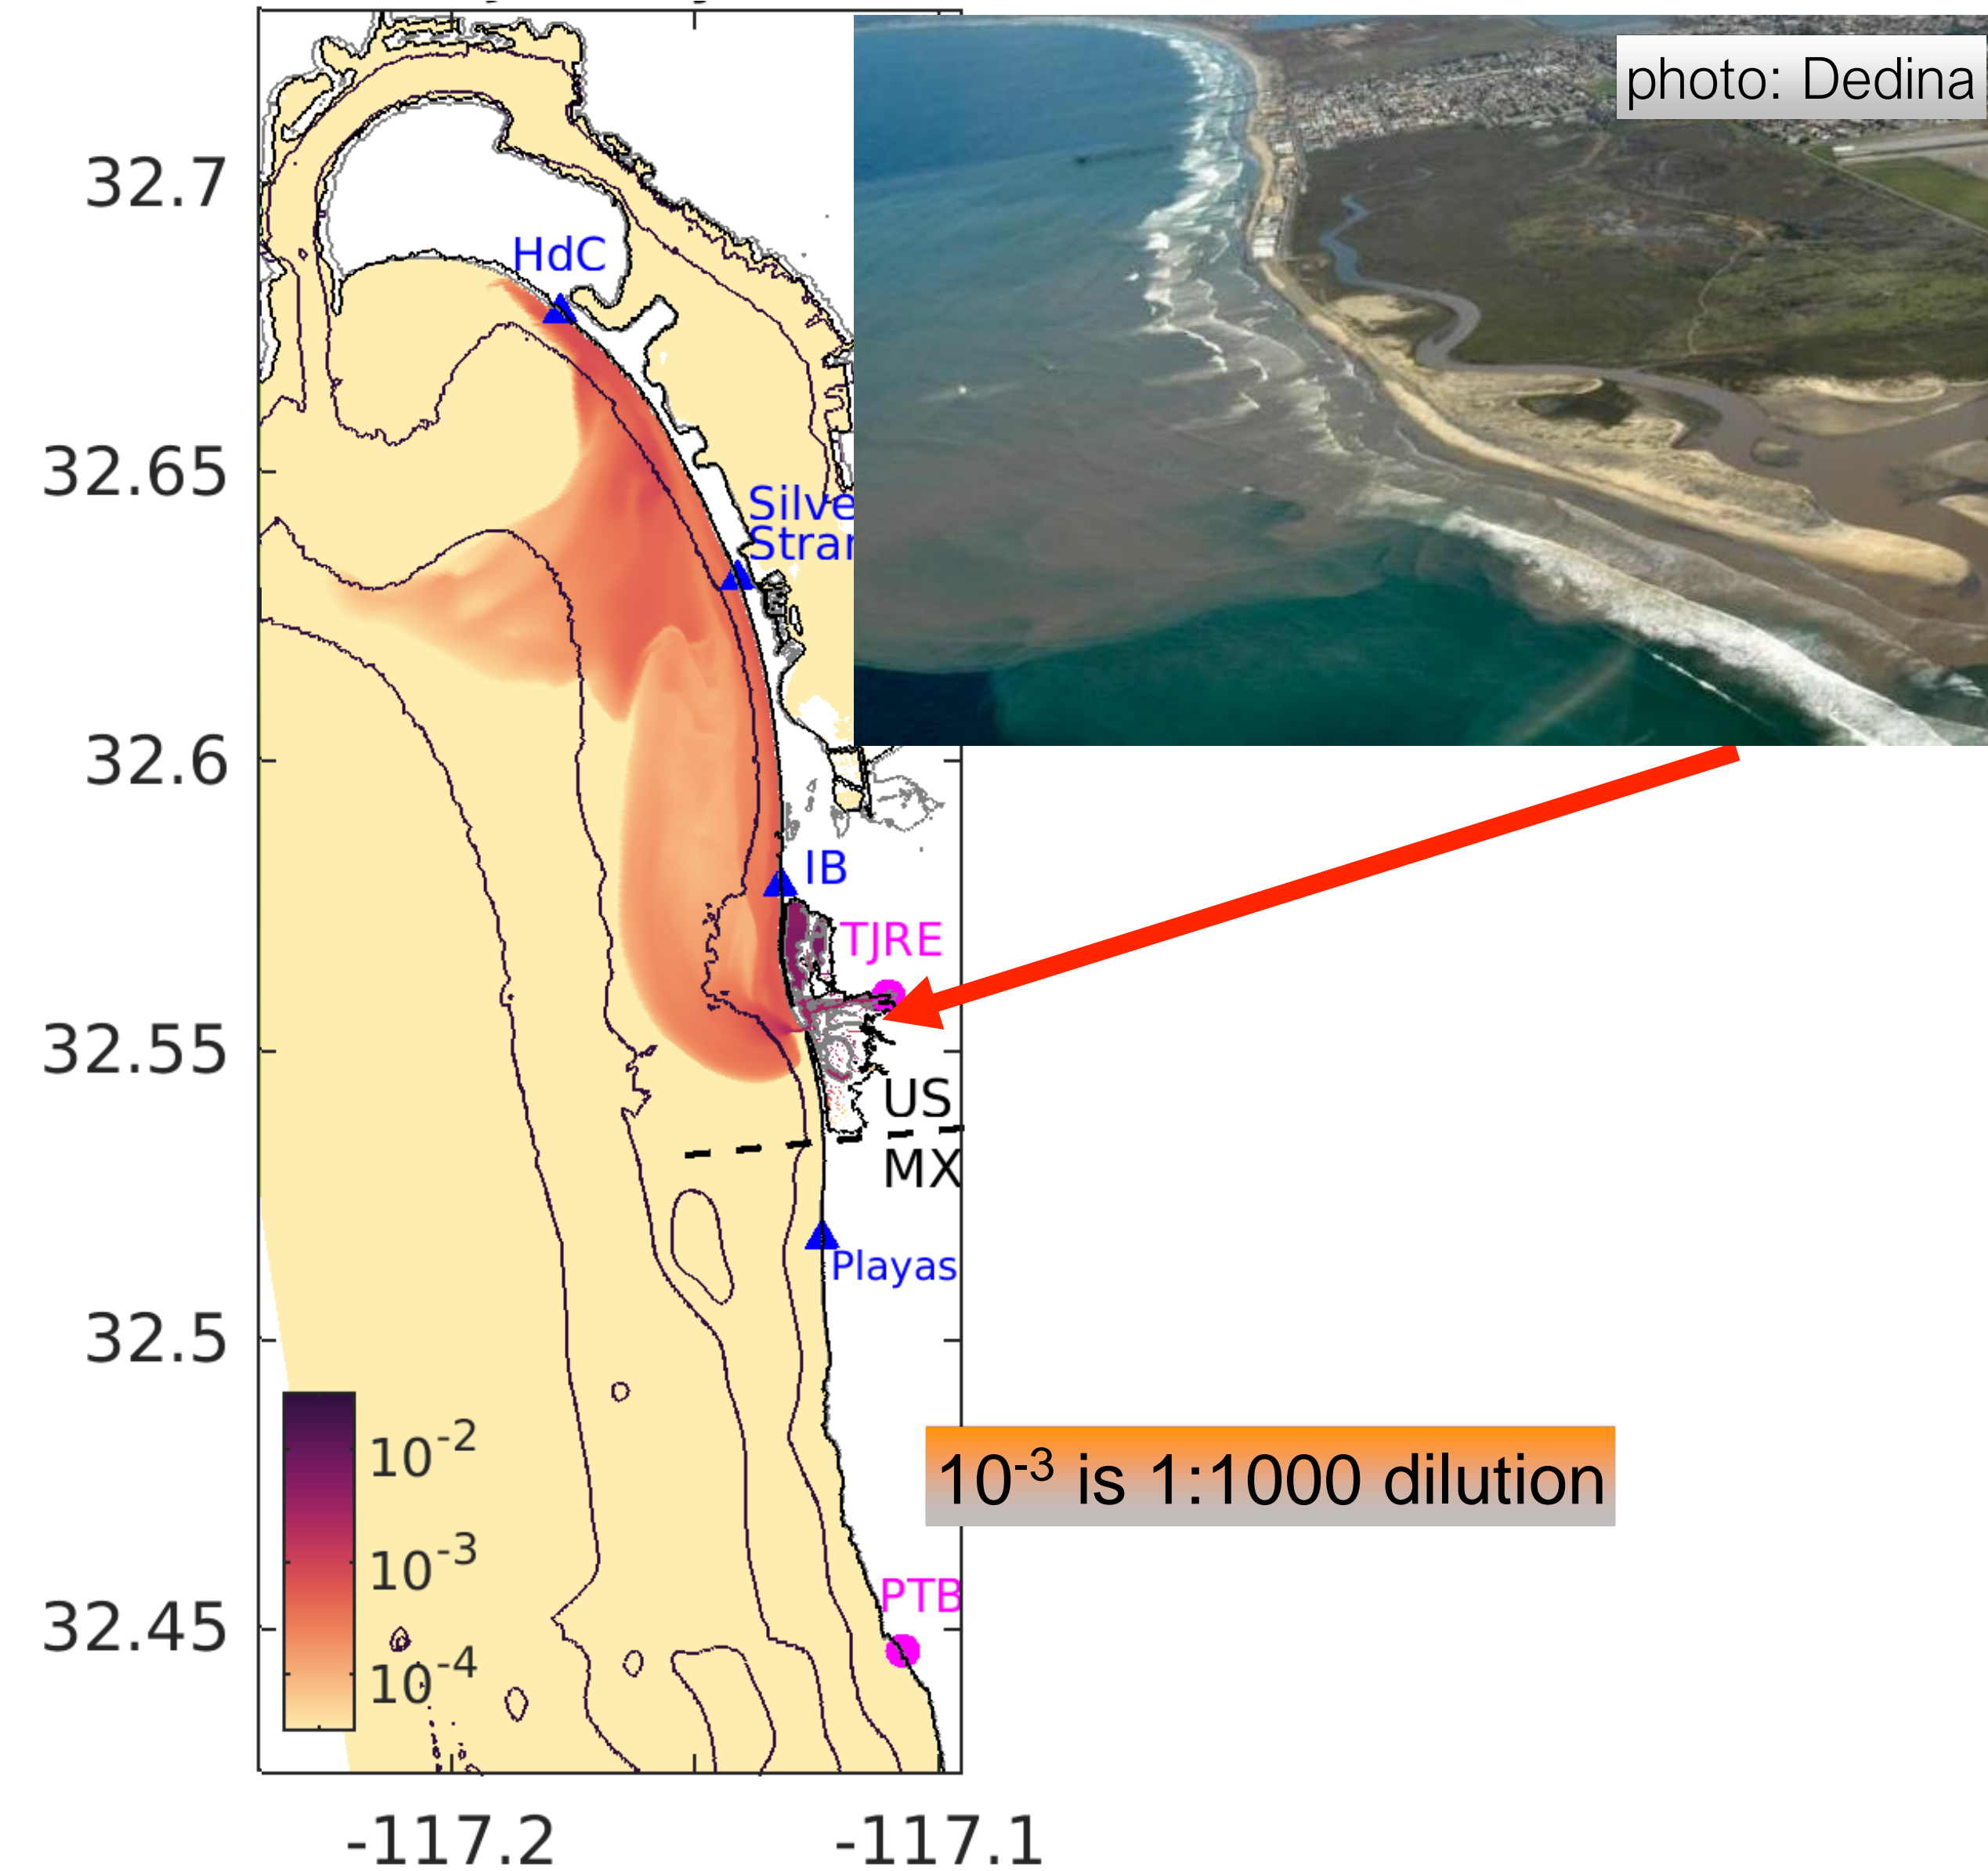 photo: Dedina
32.7
HdC
32.65
Silve
Strar
32.6
IB
TJRE
32.55
US
MX
Playas
32.5
10⁻²
10⁻³ is 1:1000 dilution
10⁻³
PTB
32.45
10⁻⁴
-117.2
-117.1